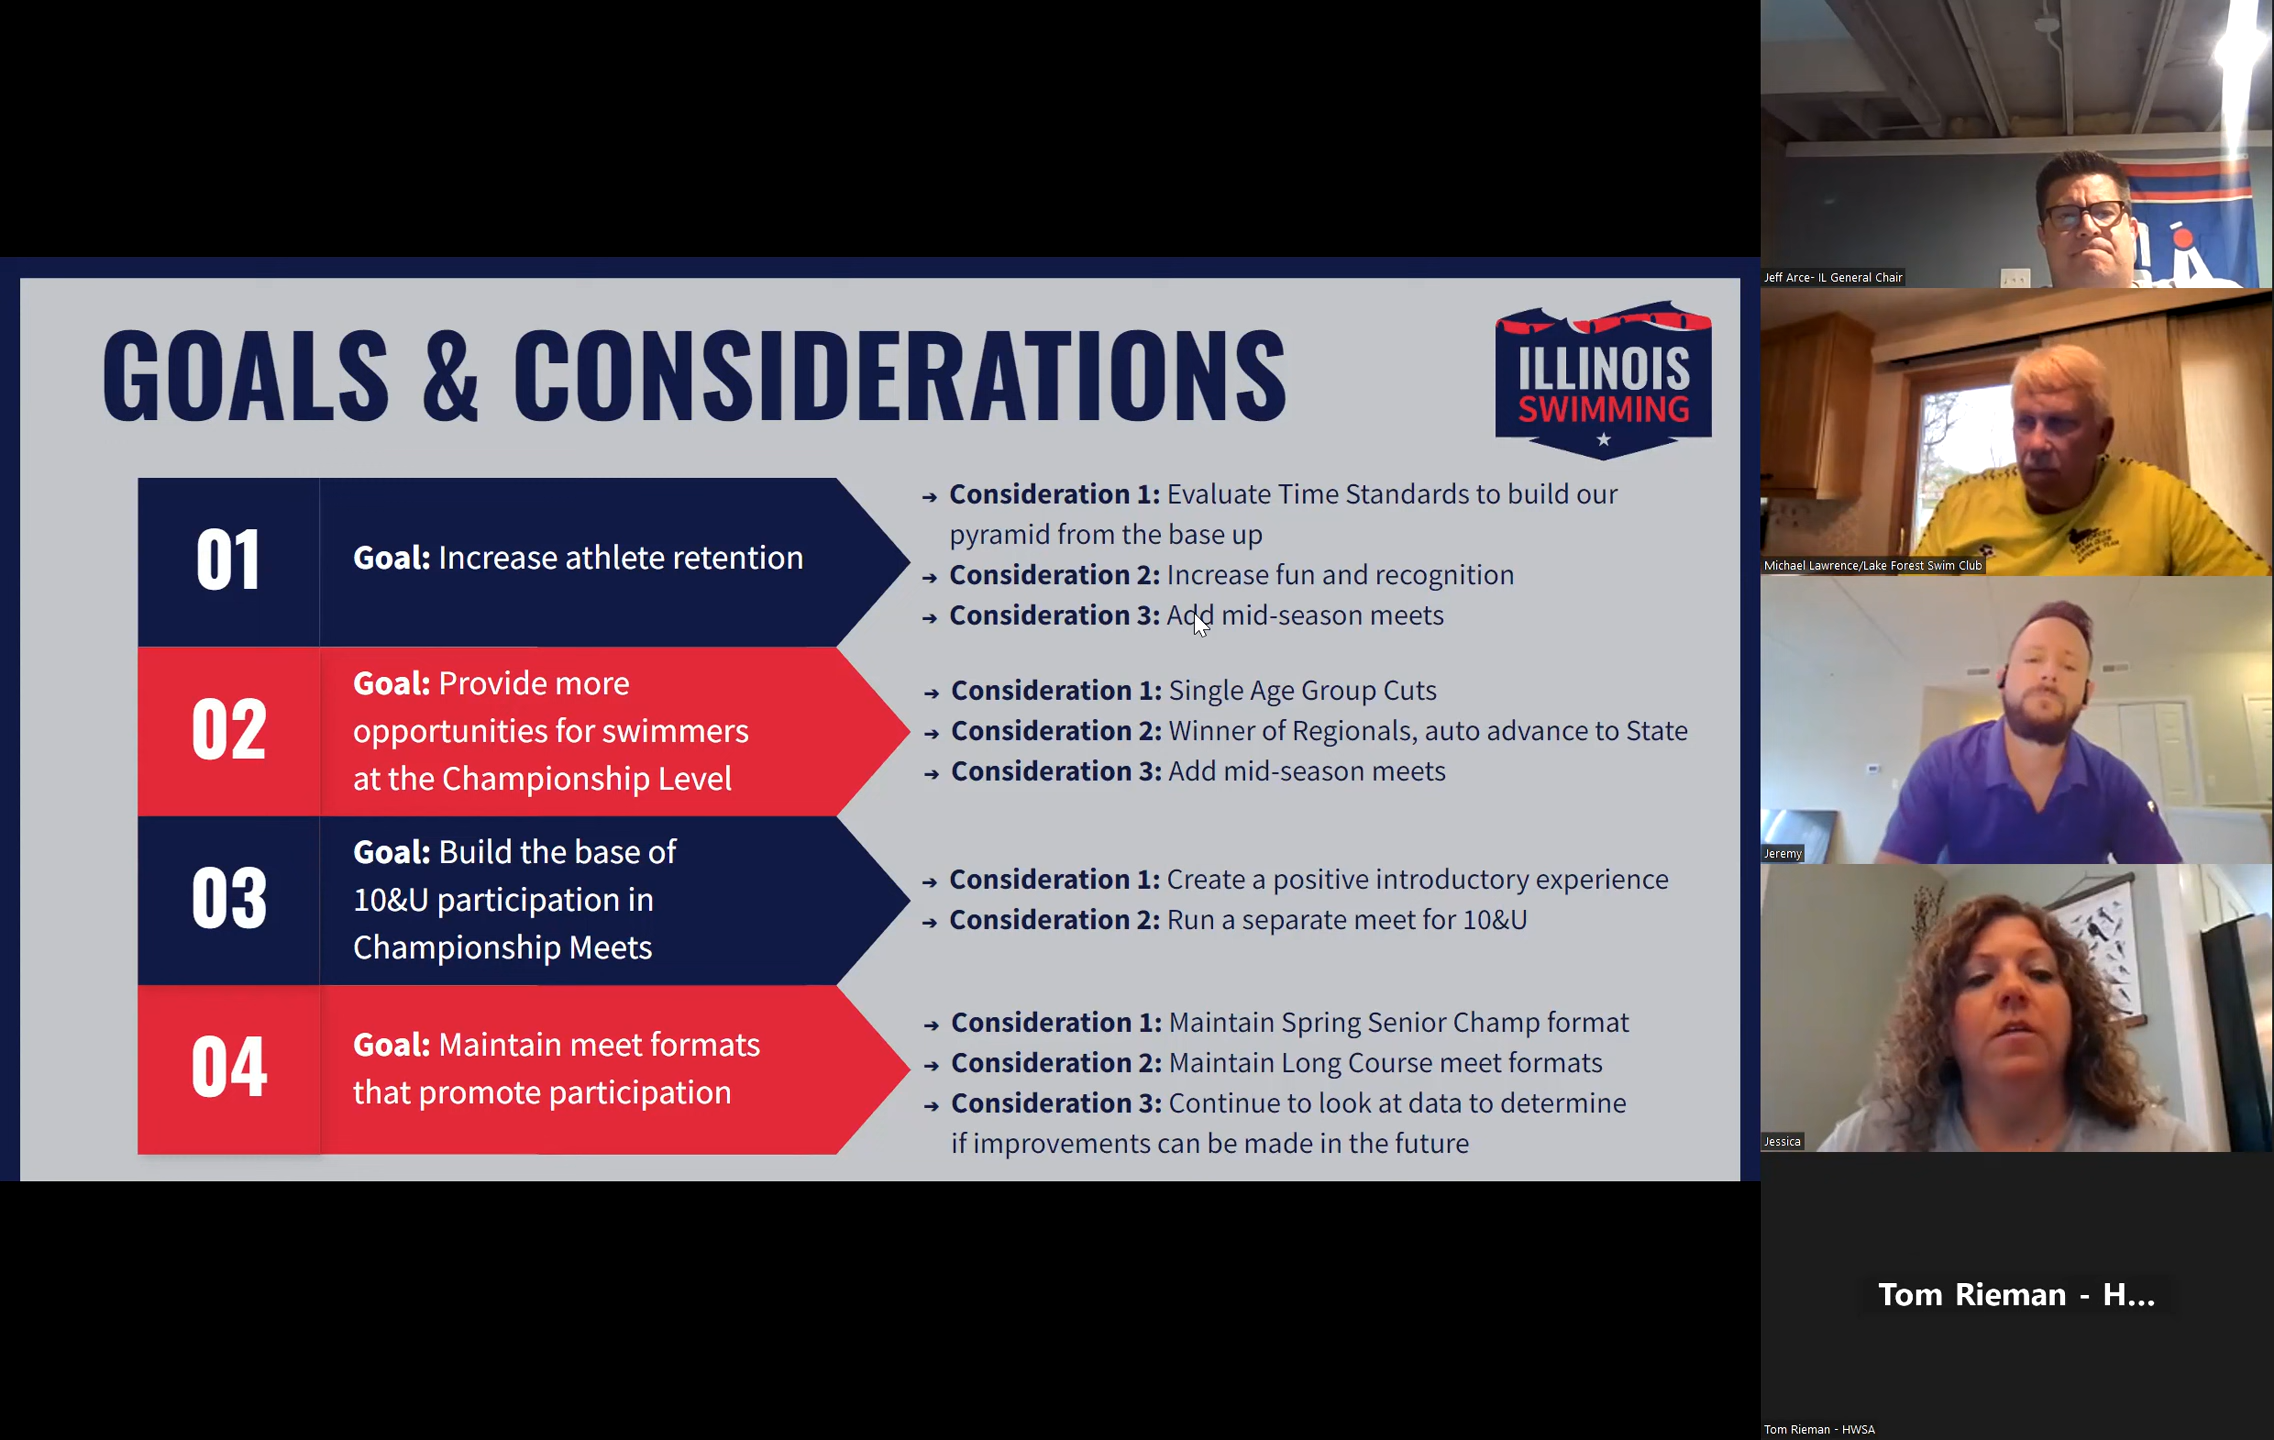 GOALS & CONSIDERATIONS
ILLINOIS
SWIMMING
01
Goal: Increase athlete retention
➔ Consideration 1: Evaluate Time Standards to build our
pyramid from the base up
➔ Consideration 2: Increase fun and recognition
➔ Consideration 3: Add mid-season meets
02
Goal: Provide more
opportunities for swimmers
at the Championship Level
➔ Consideration 1: Single Age Group Cuts
➔ Consideration 2: Winner of Regionals, auto advance to State
➔ Consideration 3: Add mid-season meets
03
Goal: Build the base of
10&U participation in
Championship Meets
➔ Consideration 1: Create a positive introductory experience
➔ Consideration 2: Run a separate meet for 10&U
04
Goal: Maintain meet formats
that promote participation
➔ Consideration 1: Maintain Spring Senior Champ format
➔ Consideration 2: Maintain Long Course meet formats
➔ Consideration 3: Continue to look at data to determine
if improvements can be made in the future
Jeff Arce- IL General Chair
Michael Lawrence/Lake Forest Swim Club
Jeremy
Jessica
Tom Rieman - H...
Tom Rieman - HWSA